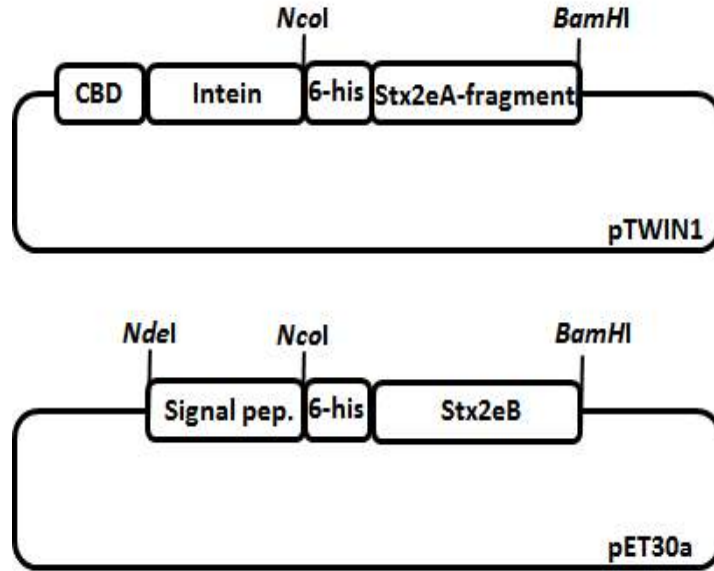 NcoI BamHI
CBD Intein 6-his Stx2eA-fragment
pTWIN1
NdeI NcoI BamHI
Signal pep. 6-his Stx2eB
pET30a